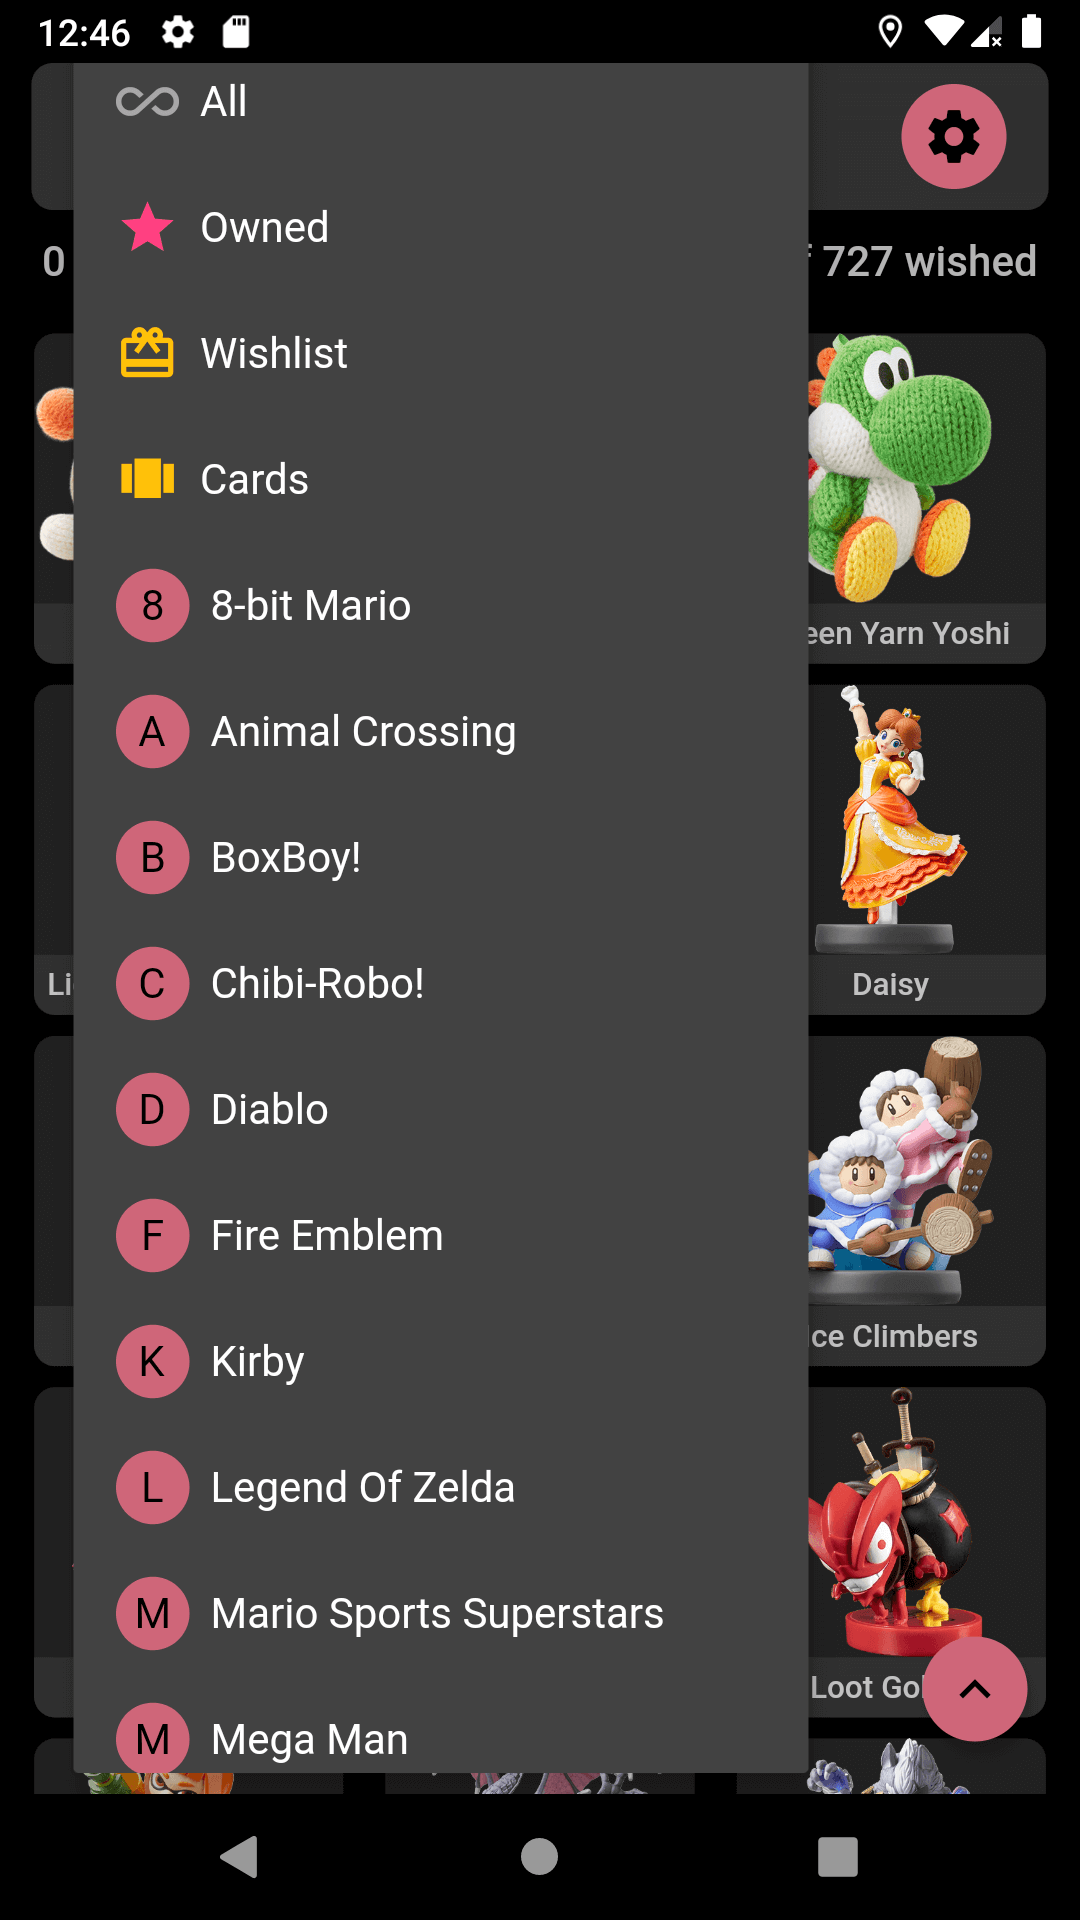 12:46
All
Owned
0
727 wished
Wishlist
Cards
8 8-bit Mario
een Yarn Yoshi
A Animal Crossing
B BoxBoy!
C Chibi-Robo!
Li
Daisy
D Diablo
F Fire Emblem
K Kirby
Ice Climbers
L Legend Of Zelda
M Mario Sports Superstars
Loot Go
M Mega Man